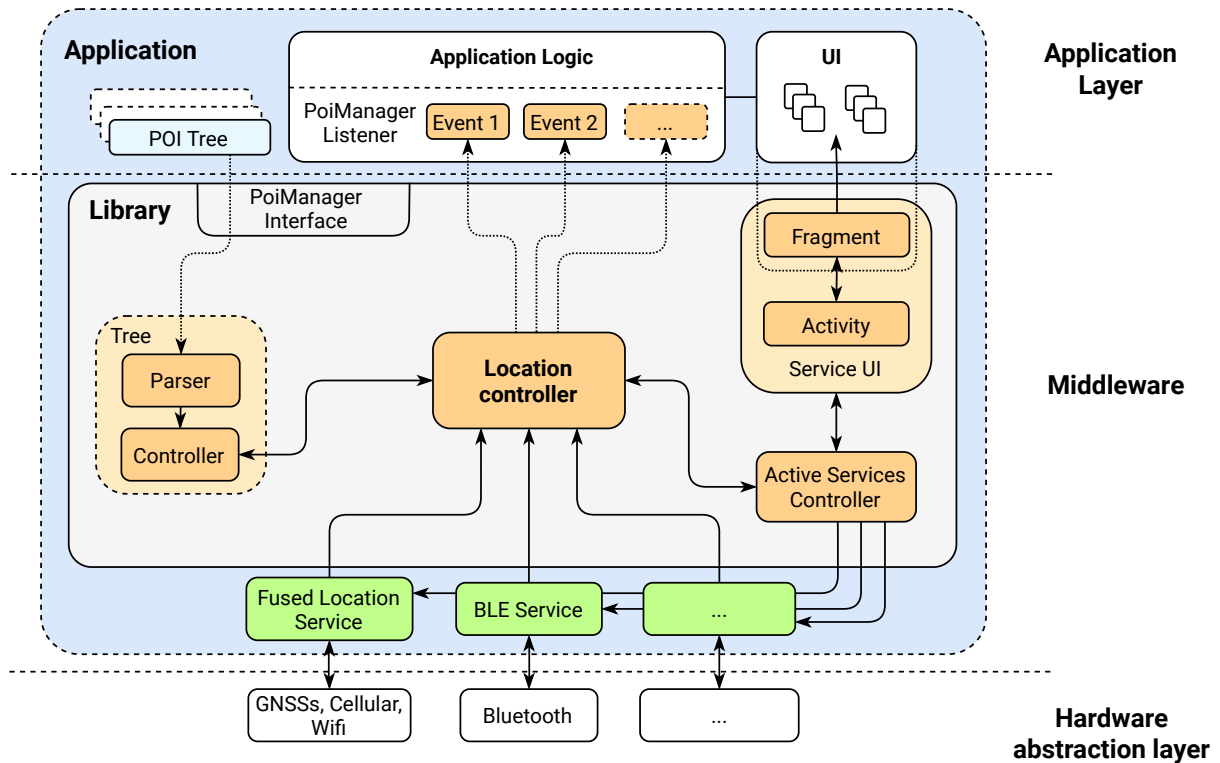 Application
Application Logic
UI
Application
Layer
PoiManager
Listener
Event 1
Event 2
...
POI Tree
Library
PoiManager
Interface
Fragment
Activity
Service UI
Tree
Parser
Controller
Location
controller
Middleware
Active Services
Controller
Fused Location
Service
BLE Service
...
GNSSs, Cellular,
Wifi
Bluetooth
...
Hardware
abstraction layer